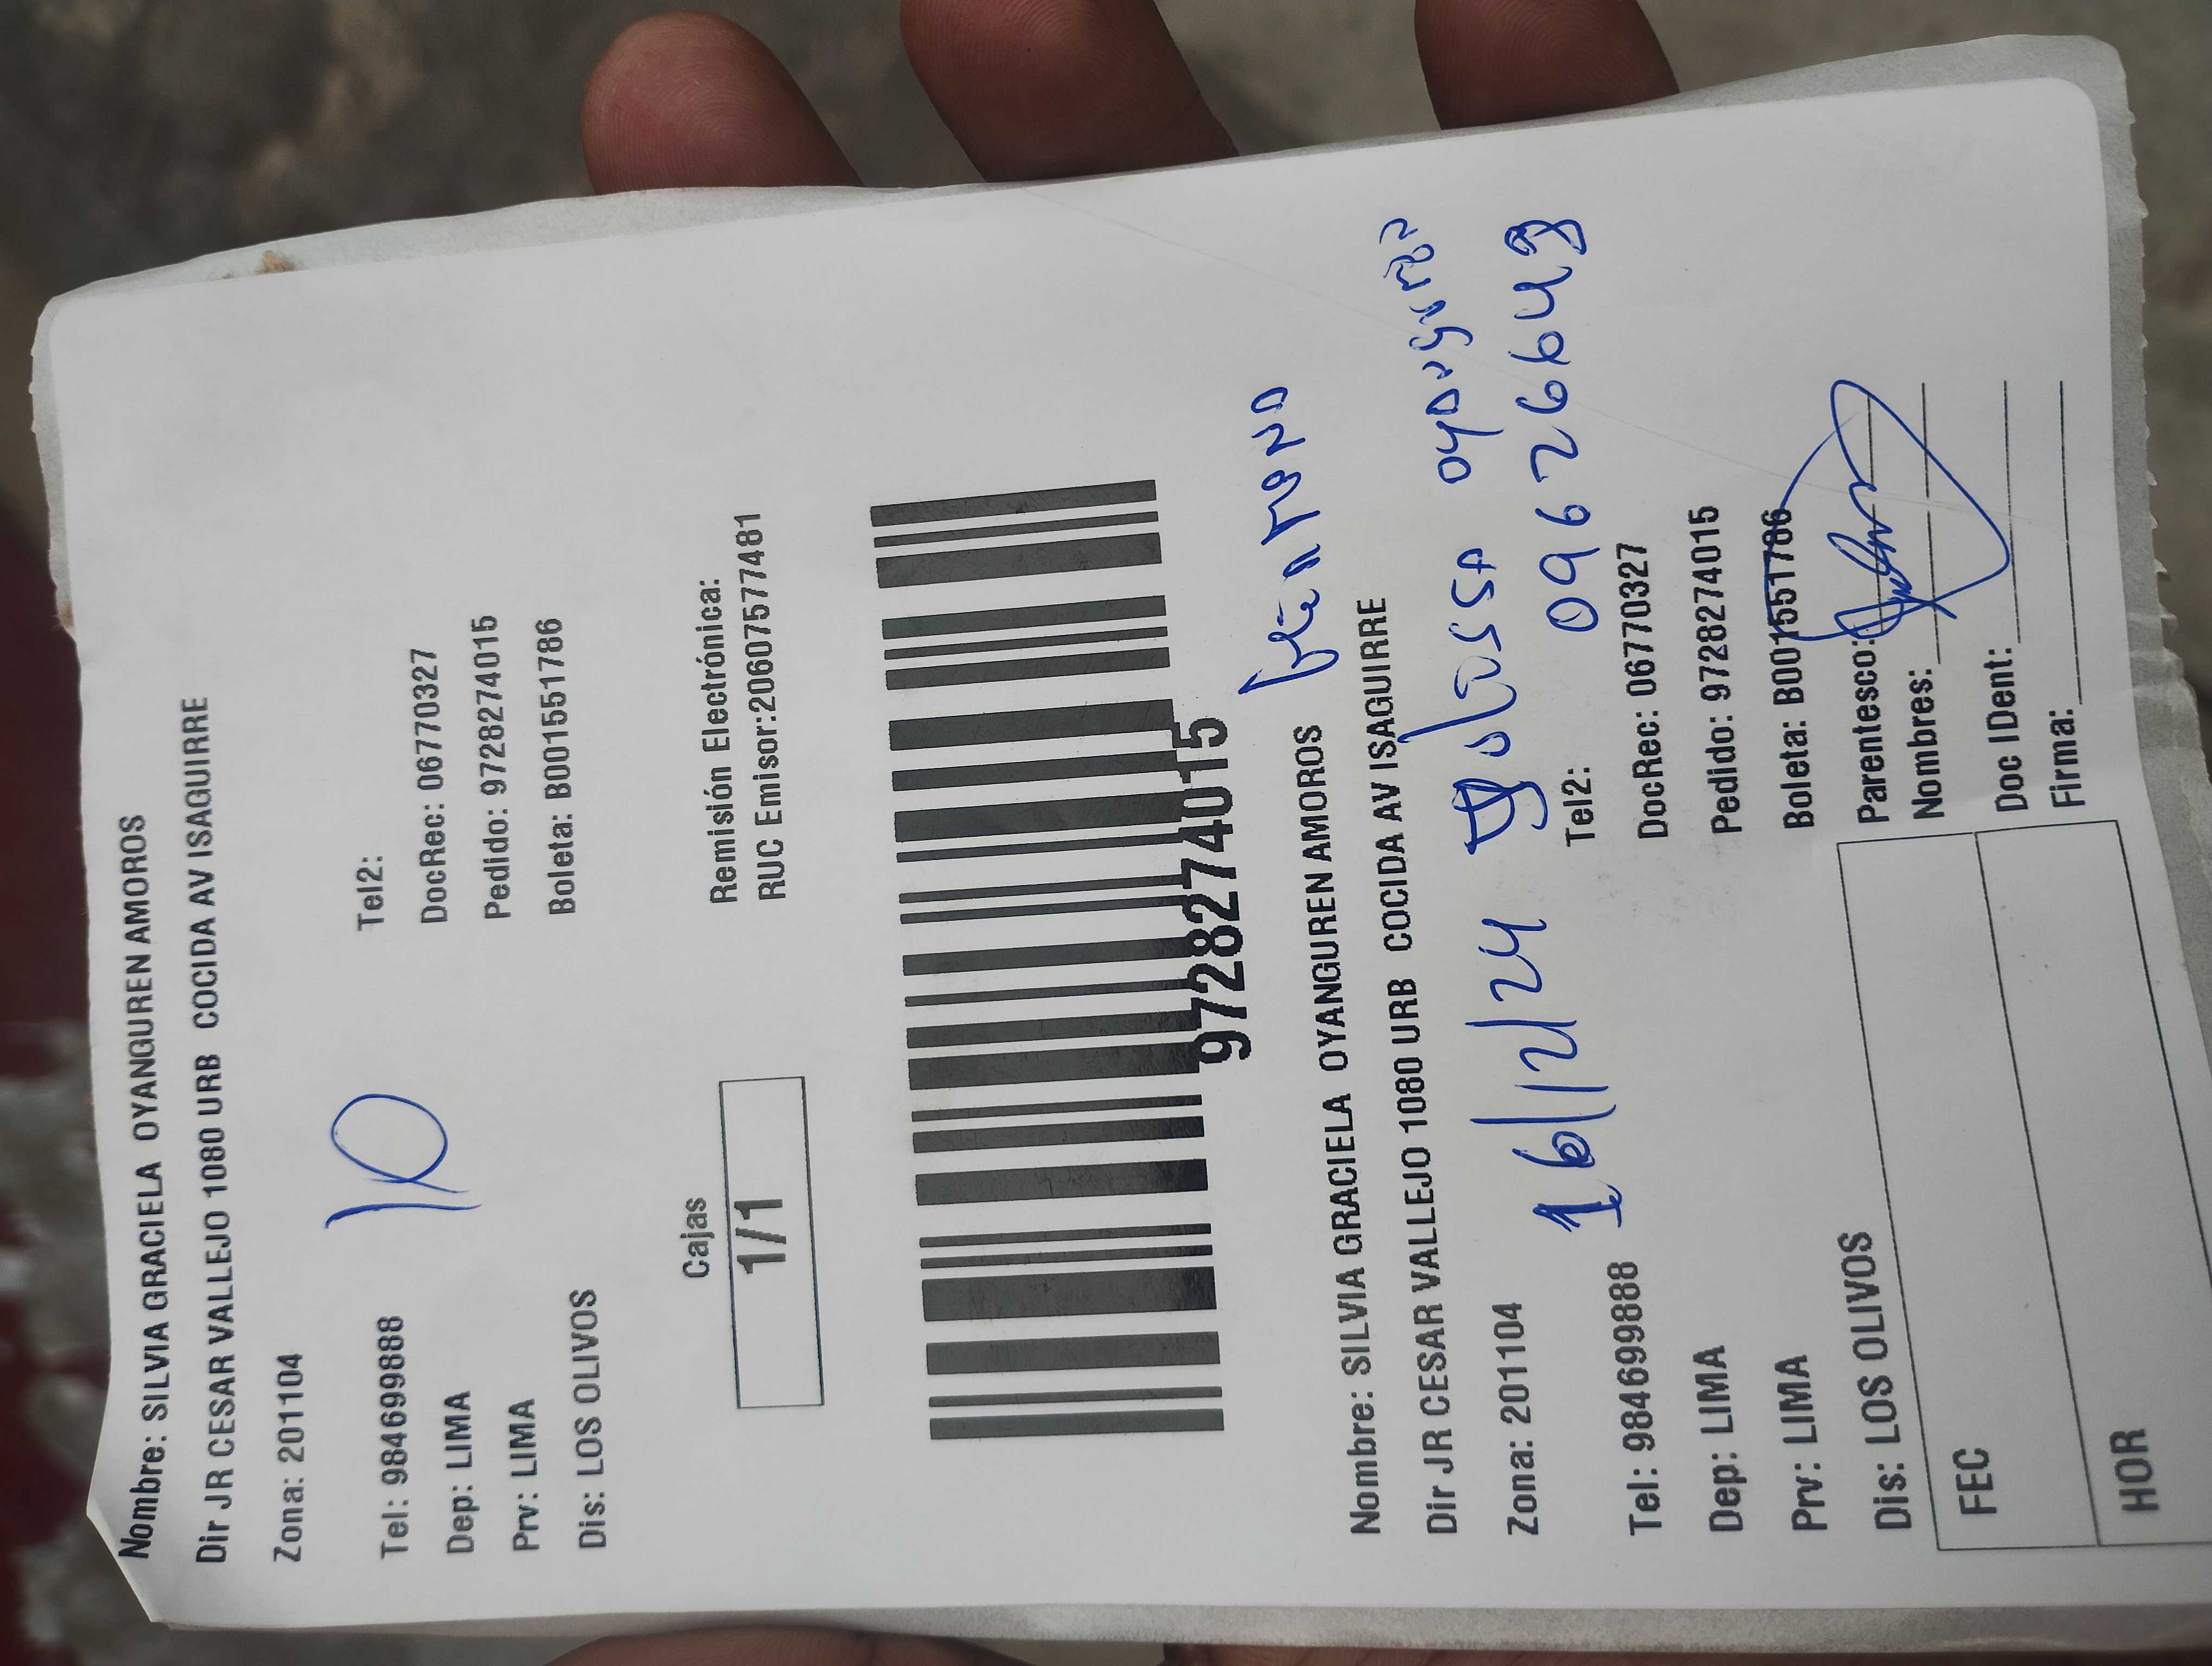 Nombre: SILVIA GRACIELA OYANGUREN AMOROS
Dir JR CESAR VALLEJO 1080 URB COCIDA AV ISAGUIRRE
Zona: 201104
10
Tel: 984699888 Tel2:
Dep: LIMA DocRec: 06770327
Prv: LIMA Pedido: 9728274015
Dis: LOS OLIVOS Boleta: B001551786
Cajas Remisión Electrónica:
1/1 RUC Emisor:20607577481
9728274015
Nombre: SILVIA GRACIELA OYANGUREN AMOROS
Dir JR CESAR VALLEJO 1080 URB COCIDA AV ISAGUIRRE
Zona: 201104 16/12/24
09626643
Tel: 984699888 Tel2:
Dep: LIMA DocRec: 06770327
Prv: LIMA Pedido: 9728274015
Dis: LOS OLIVOS Boleta: B001551786
FEC Parentesco:
Nombres:
HOR Doc IDent:
Firma: